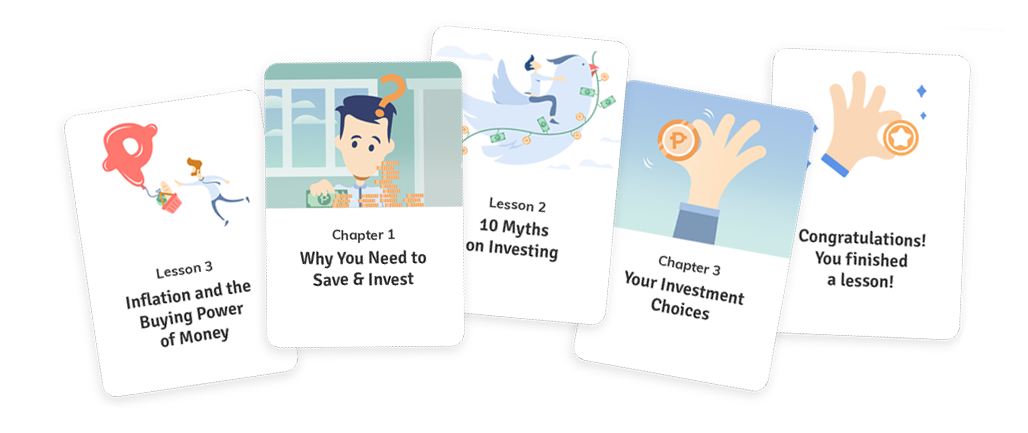 Lesson 3
Inflation and the
Buying Power
of Money
Chapter 1
Why You Need to
Save & Invest
Lesson 2
10 Myths
on Investing
Chapter 3
Your Investment
Choices
Congratulations!
You finished
a lesson!